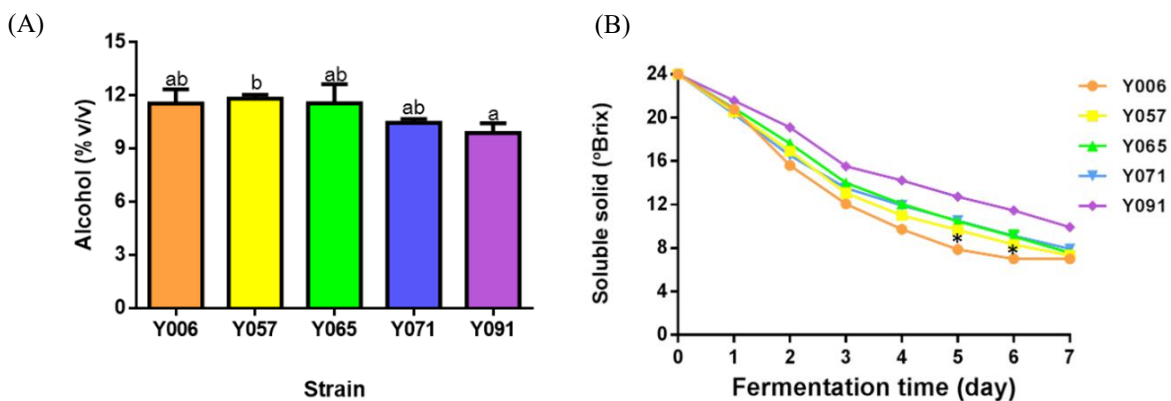 (A)
Alcohol (% v/v)
15
12
9
6
3
0
ab
b
ab
ab
a
Y006 Y057 Y065 Y071 Y091
Strain
(B)
Soluble solid (ºBrix)
24
20
16
12
8
4
0
* *
0 1 2 3 4 5 6 7
Fermentation time (day)
Y006
Y057
Y065
Y071
Y091